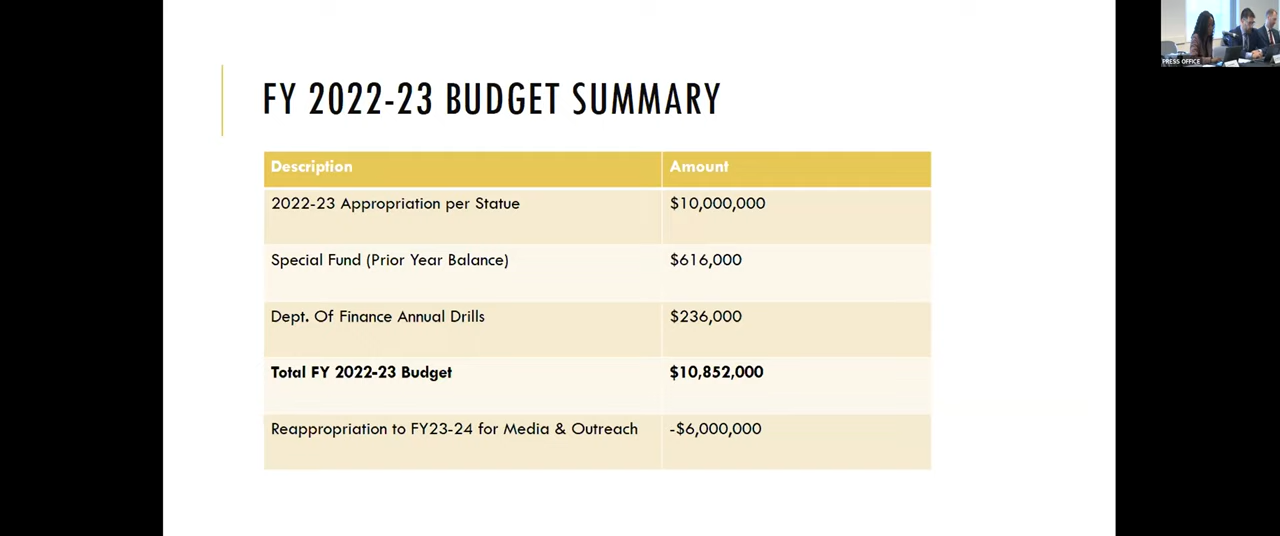 FY 2022-23 BUDGET SUMMARY
Description Amount
2022-23 Appropriation per Statue $10,000,000
Special Fund (Prior Year Balance) $616,000
Dept. Of Finance Annual Drills $236,000
Total FY 2022-23 Budget $10,852,000
Reappropriation to FY23-24 for Media & Outreach -$6,000,000
PRESS OFFICE